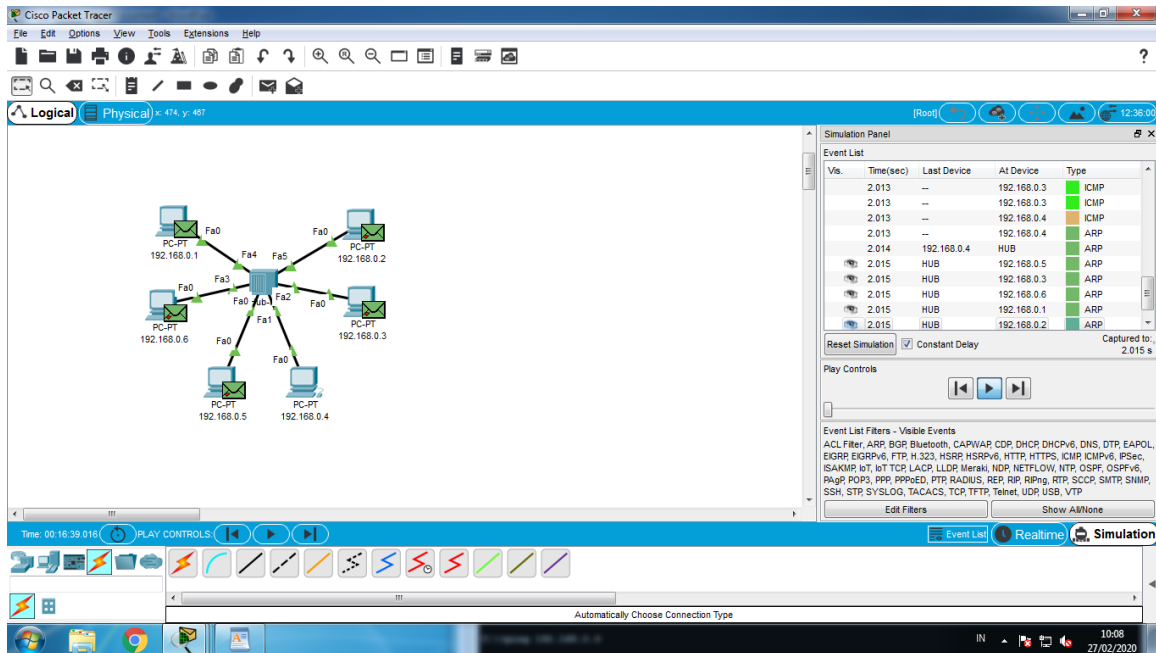 Cisco Packet Tracer
File Edit Options View Tools Extensions Help
?
Logical Physical x: 474, y: 467 [Root] 12:36:00
Simulation Panel
Event List
Vis. Time(sec) Last Device At Device Type
2.013 -- 192.168.0.3 ICMP
2.013 -- 192.168.0.3 ICMP
2.013 -- 192.168.0.4 ICMP
2.013 -- 192.168.0.4 ARP
2.014 192.168.0.4 HUB ARP
2.015 HUB 192.168.0.5 ARP
2.015 HUB 192.168.0.3 ARP
2.015 HUB 192.168.0.6 ARP
2.015 HUB 192.168.0.1 ARP
2.015 HUB 192.168.0.2 ARP
Reset Simulation Constant Delay Captured to:
2.015 s
Play Controls
Event List Filters - Visible Events
ACL Filter, ARP, BGP, Bluetooth, CAPWAP, CDP, DHCP, DHCPv6, DNS, DTP, EAPOL,
EIGRP, EIGRPv6, FTP, H.323, HSRP, HSRPv6, HTTP, HTTPS, ICMP, ICMPv6, IPSec,
ISAKMP, IoT, IoT TCP, LACP, LLDP, Meraki, NDP, NETFLOW, NTP, OSPF, OSPFv6,
PAgP, POP3, PPP, PPPoED, PTP, RADIUS, REP, RIP, RIPng, RTP, SCCP, SMTP, SNMP,
SSH, STP, SYSLOG, TACACS, TCP, TFTP, Telnet, UDP, USB, VTP
Edit Filters Show All/None
Fa0 Fa0
PC-PT PC-PT
192.168.0.1 Fa4 Fa5 192.168.0.2
Fa0 Fa3
Fa0 Fa2 Fa0
PC-PT Fa1 PC-PT
192.168.0.6 192.168.0.3
Fa0
Fa0
PC-PT PC-PT
192.168.0.5 192.168.0.4
Time: 00:16:39.016 PLAY CONTROLS: Event List Realtime Simulation
Automatically Choose Connection Type
IN 10:08
27/02/2020